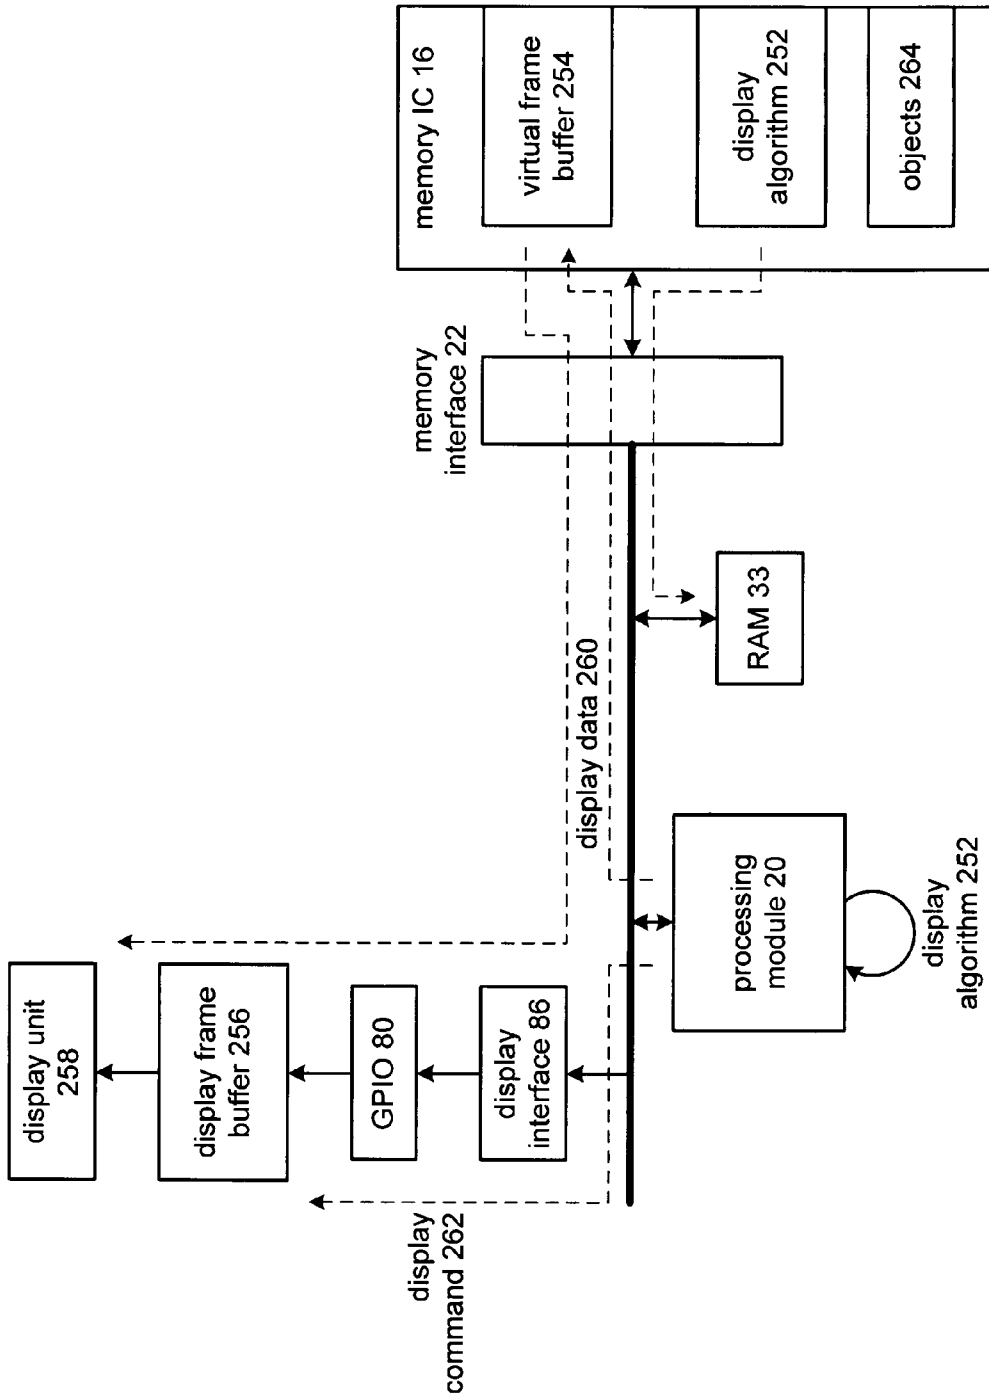 display unit
258
display frame
buffer 256
GPIO 80
display
interface 86
display
command 262
display data 260
processing
module 20
display
algorithm 252
RAM 33
memory
interface 22
memory IC 16
virtual frame
buffer 254
display
algorithm 252
objects 264